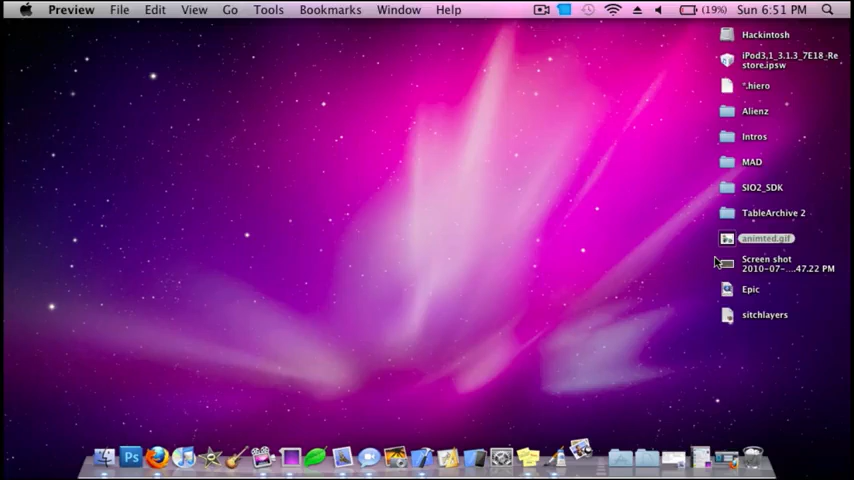 Preview File Edit View Go Tools Bookmarks Window Help (19%) Sun 6:51 PM
Hackintosh
iPod3,1_3.1.3_7E18_Re
store.ipsw
*.hiero
Alienz
Intros
MAD
SIO2_SDK
TableArchive 2
animted.gif
Screen shot
2010-07-....47.22 PM
Epic
sitchlayers
Ps